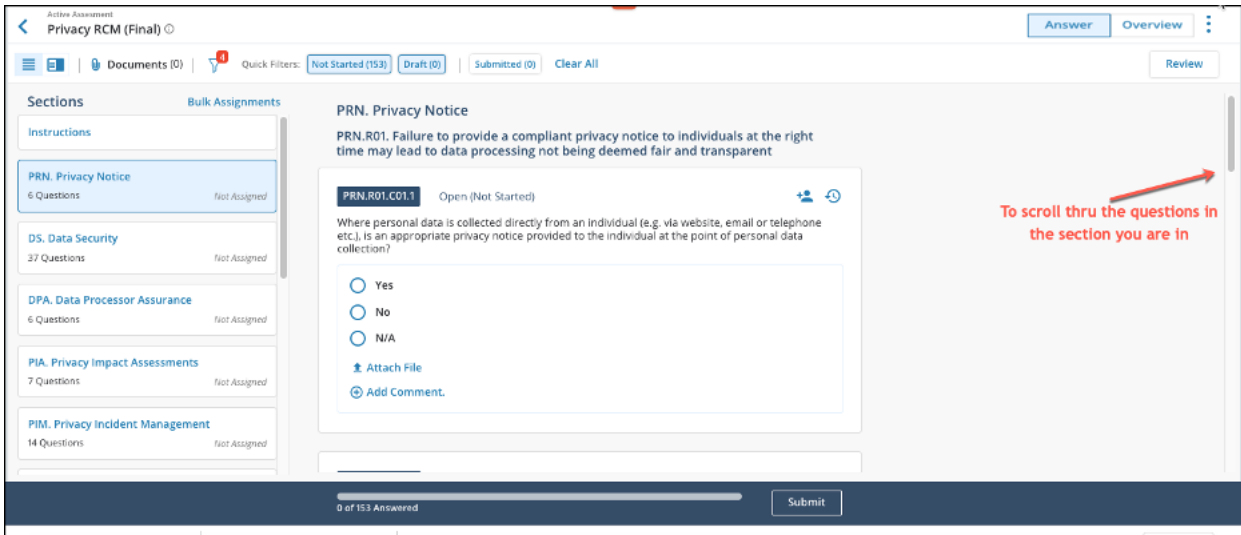 Active Assessment
Privacy RCM (Final)
Answer
Overview
Documents (0)
4
Quick Filters:
Not Started (153)
Draft (0)
Submitted (0)
Clear All
Review
Sections
Bulk Assignments
Instructions
PRN. Privacy Notice
6 Questions
Not Assigned
DS. Data Security
37 Questions
Not Assigned
DPA. Data Processor Assurance
6 Questions
Not Assigned
PIA. Privacy Impact Assessments
7 Questions
Not Assigned
PIM. Privacy Incident Management
14 Questions
Not Assigned
PRN. Privacy Notice
PRN.R01. Failure to provide a compliant privacy notice to individuals at the right
time may lead to data processing not being deemed fair and transparent
PRN.R01.C01.1
Open (Not Started)
Where personal data is collected directly from an individual (e.g. via website, email or telephone
etc.), is an appropriate privacy notice provided to the individual at the point of personal data
collection?
Yes
No
N/A
Attach File
Add Comment.
To scroll thru the questions in
the section you are in
0 of 153 Answered
Submit